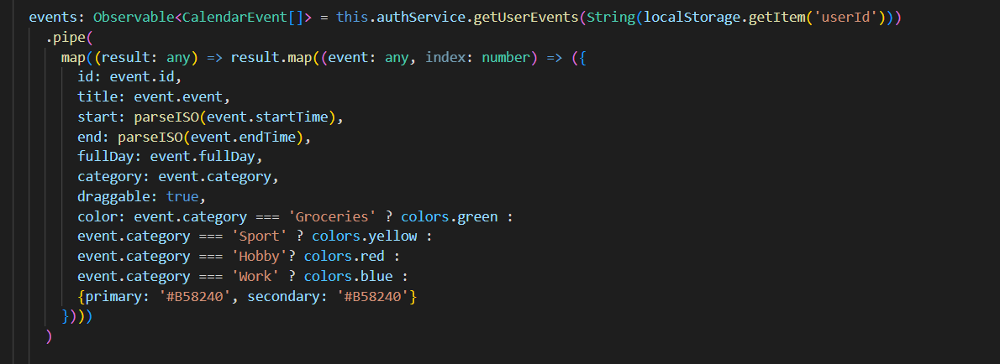 events: Observable<CalendarEvent[]> = this.authService.getUserEvents(String(localStorage.getItem('userId')))
.pipe(
map((result: any) => result.map((event: any, index: number) => ({
id: event.id,
title: event.event,
start: parseISO(event.startTime),
end: parseISO(event.endTime),
fullDay: event.fullDay,
category: event.category,
draggable: true,
color: event.category === 'Groceries' ? colors.green :
event.category === 'Sport' ? colors.yellow :
event.category === 'Hobby'? colors.red :
event.category === 'Work' ? colors.blue :
{primary: '#B58240', secondary: '#B58240'}
})))
)